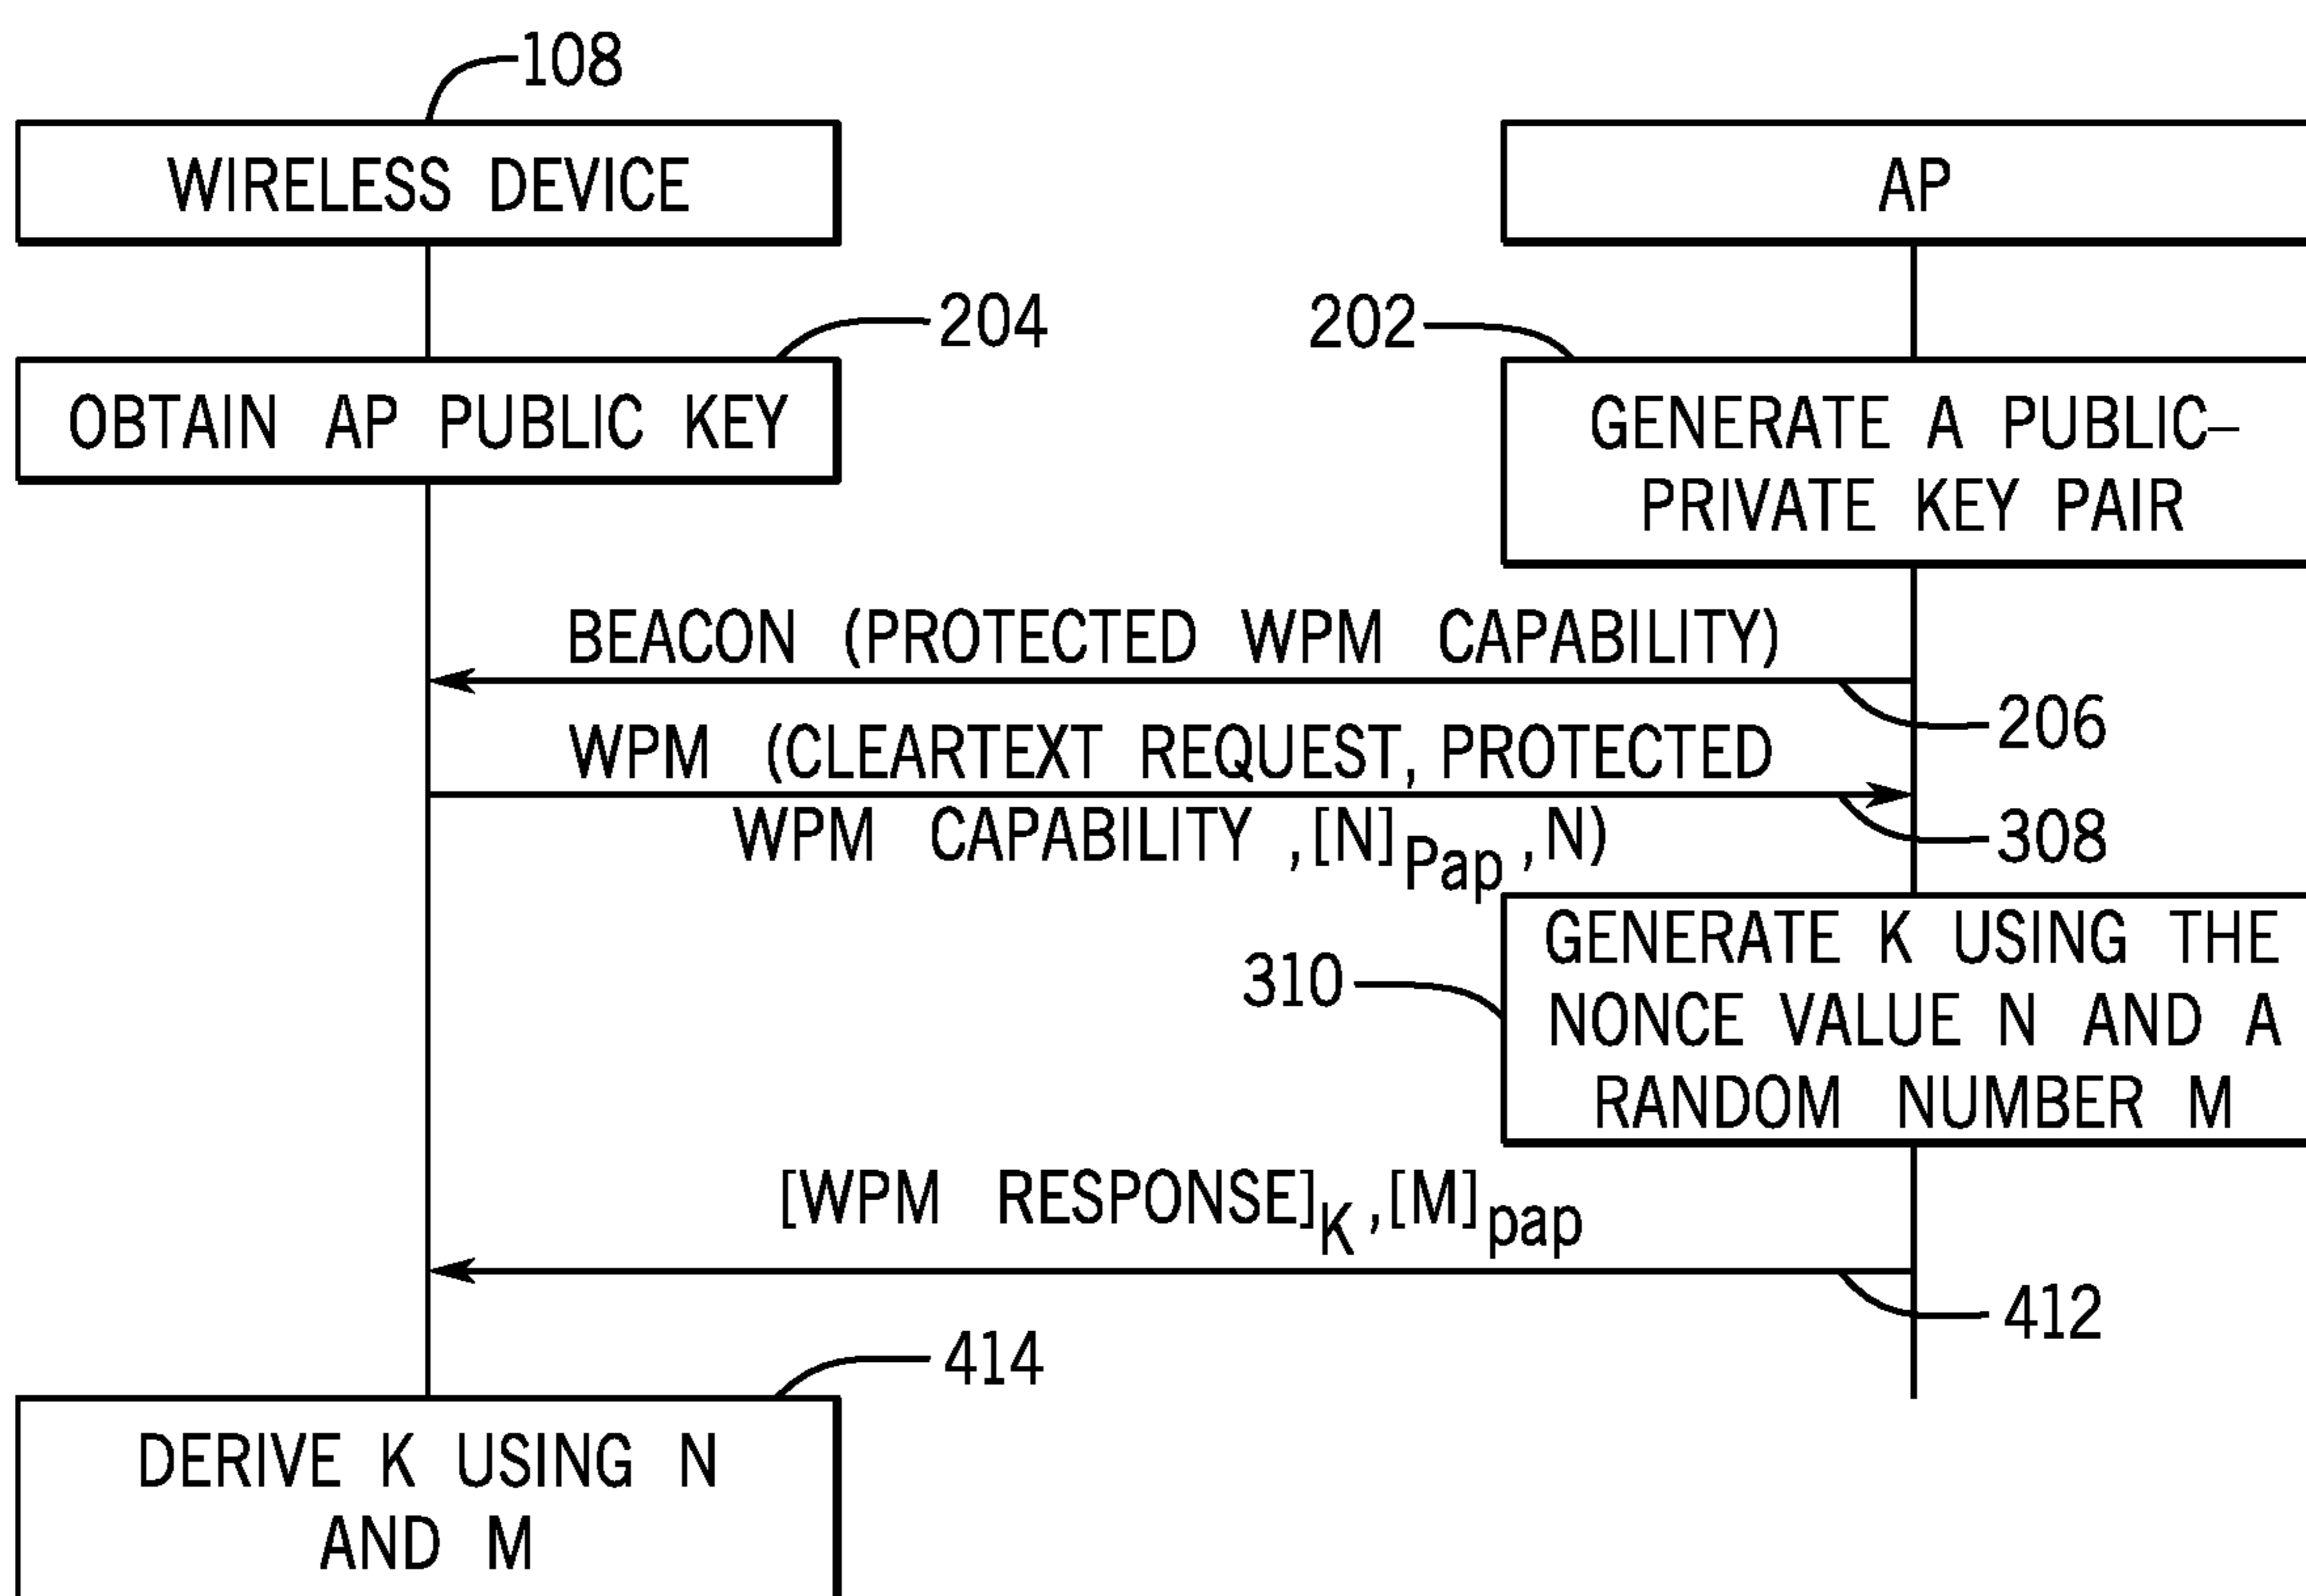 108
WIRELESS DEVICE
AP
204
202
OBTAIN AP PUBLIC KEY
GENERATE A PUBLIC–
PRIVATE KEY PAIR
BEACON (PROTECTED WPM CAPABILITY)
206
WPM (CLEARTEXT REQUEST, PROTECTED
WPM CAPABILITY ,[N]Pap ,N)
308
310
GENERATE K USING THE
NONCE VALUE N AND A
RANDOM NUMBER M
[WPM RESPONSE]K ,[M]pap
412
414
DERIVE K USING N
AND M